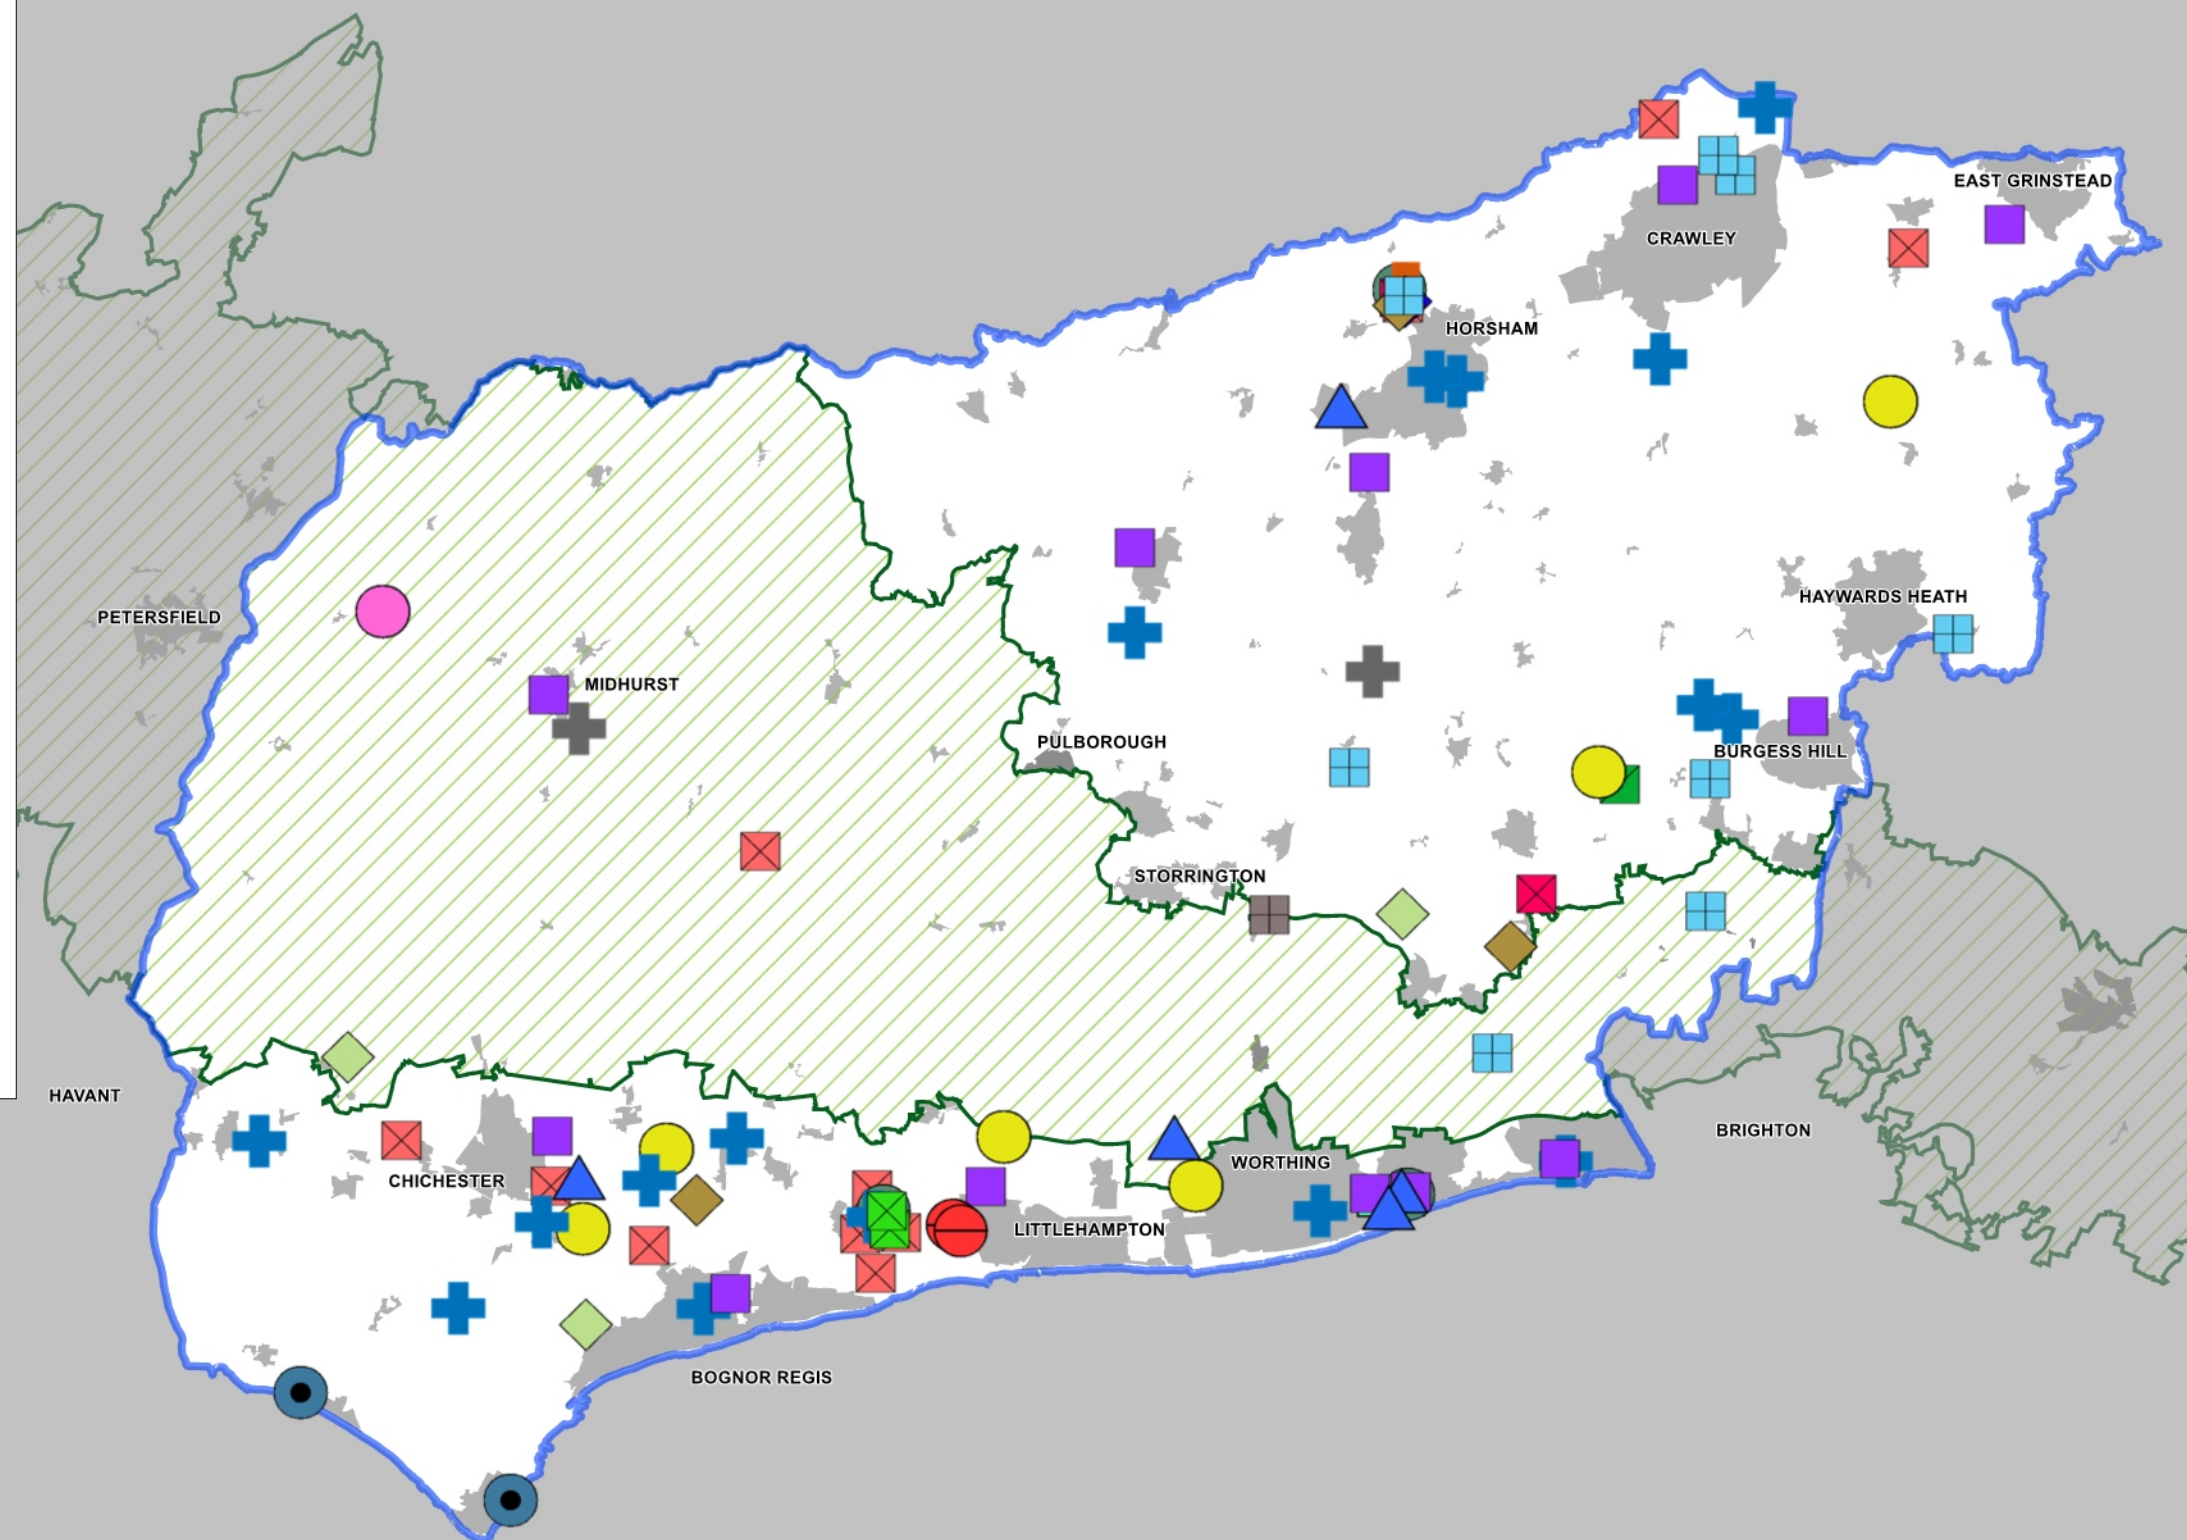 EAST GRINSTEAD
CRAWLEY
HORSHAM
HAYWARDS HEATH
PETERSFIELD
MIDHURST
PULBOROUGH
BURGESS HILL
STORRINGTON
HAVANT
BRIGHTON
WORTHING
CHICHESTER
LITTLEHAMPTON
BOGNOR REGIS